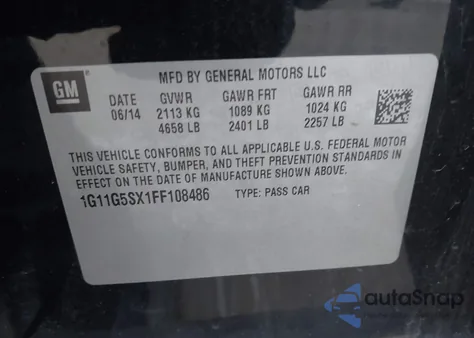 GM
MFD BY GENERAL MOTORS LLC
DATE GVWR GAWR FRT GAWR RR
06/14 2113 KG 1089 KG 1024 KG
4658 LB 2401 LB 2257 LB
THIS VEHICLE CONFORMS TO ALL APPLICABLE U.S. FEDERAL MOTOR
VEHICLE SAFETY, BUMPER, AND THEFT PREVENTION STANDARDS IN
EFFECT ON THE DATE OF MANUFACTURE SHOWN ABOVE.
1G11G5SX1FF108486 TYPE: PASS CAR
autoSnap